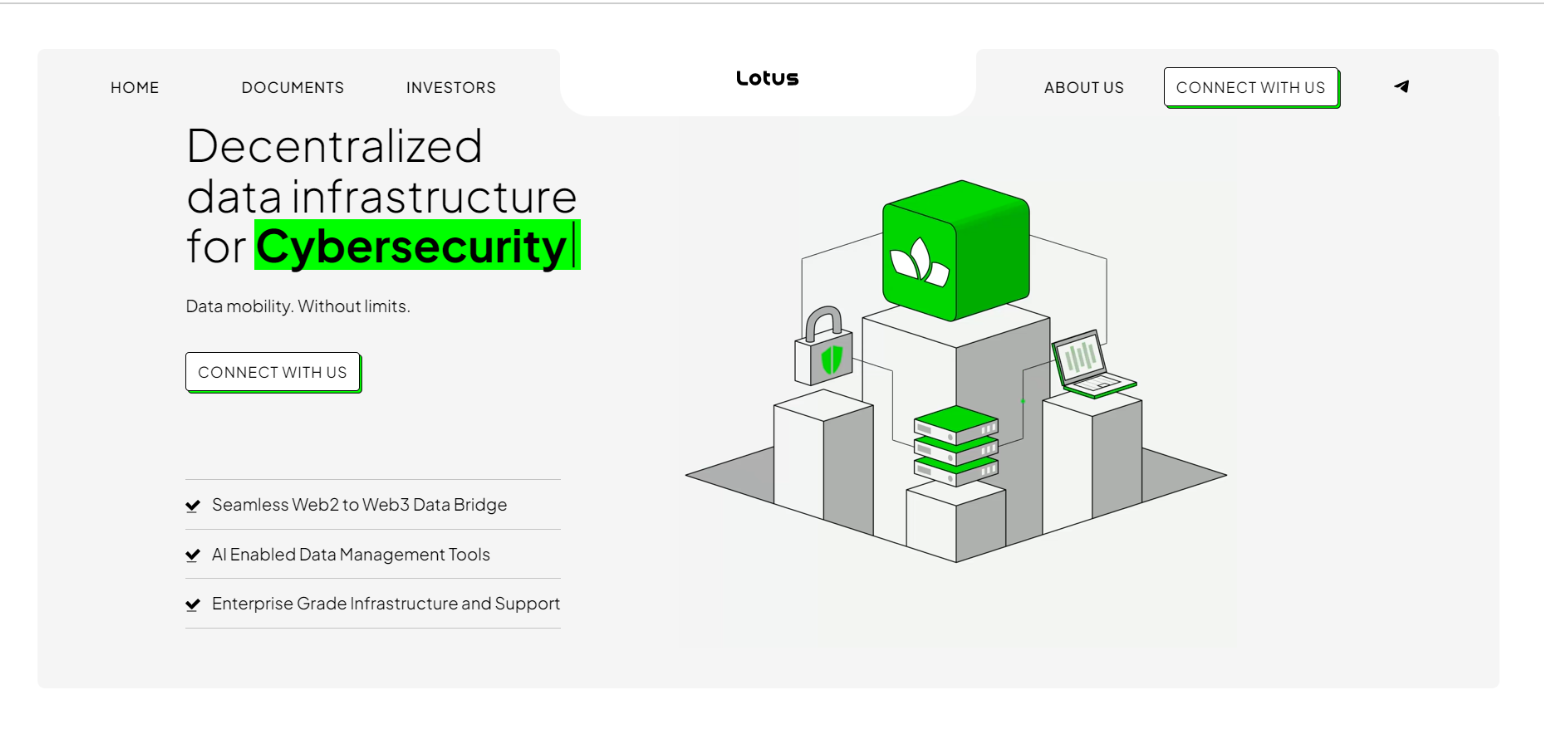 HOME
DOCUMENTS
INVESTORS
Lotus
ABOUT US
CONNECT WITH US
Decentralized
data infrastructure
for Cybersecurity
Data mobility. Without limits.
CONNECT WITH US
Seamless Web2 to Web3 Data Bridge
AI Enabled Data Management Tools
Enterprise Grade Infrastructure and Support